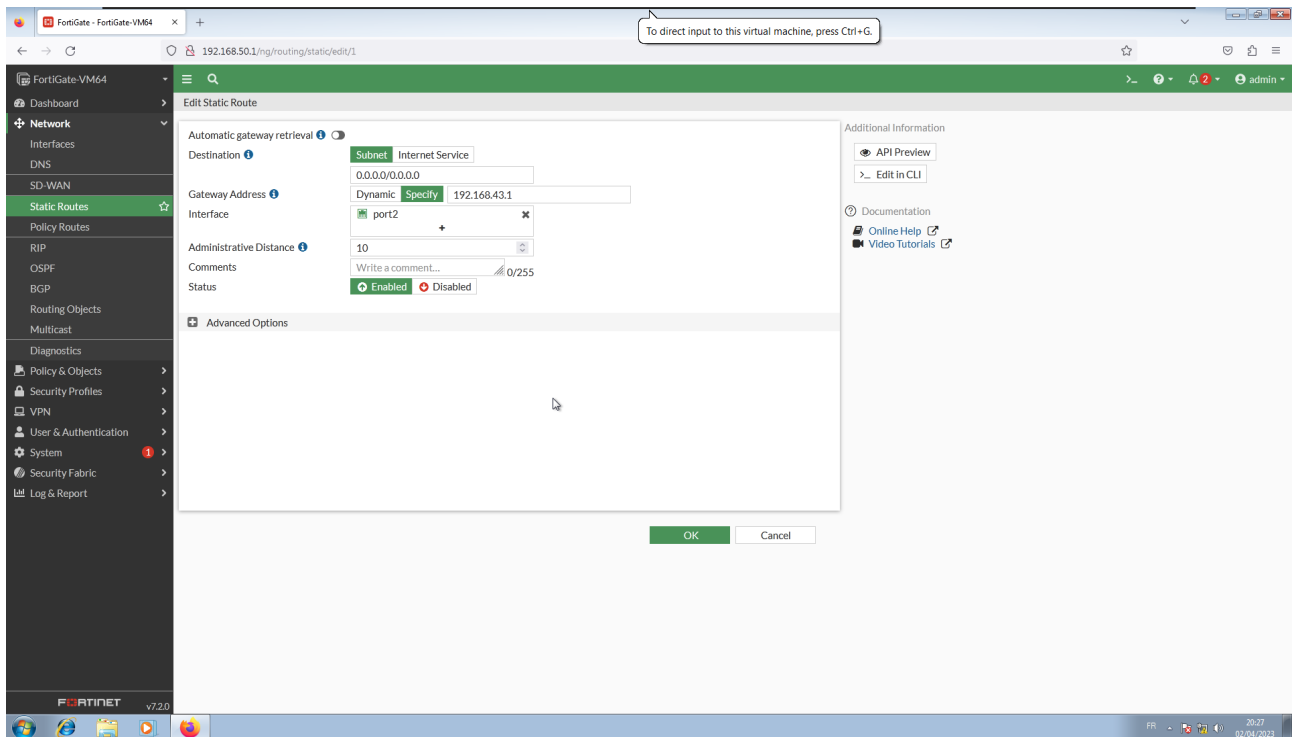 FortiGate - FortiGate-VM64
To direct input to this virtual machine, press Ctrl+G.
192.168.50.1/ng/routing/static/edit/1
FortiGate-VM64
>_
2
admin
Dashboard
Network
Interfaces
DNS
SD-WAN
Static Routes
Policy Routes
RIP
OSPF
BGP
Routing Objects
Multicast
Diagnostics
Policy & Objects
Security Profiles
VPN
User & Authentication
System 1
Security Fabric
Log & Report
FORTINET v7.2.0
Edit Static Route
Automatic gateway retrieval
Destination Subnet Internet Service
0.0.0.0/0.0.0.0
Gateway Address Dynamic Specify 192.168.43.1
Interface port2
+
Administrative Distance 10
Comments Write a comment... 0/255
Status Enabled Disabled
Advanced Options
OK Cancel
Additional Information
API Preview
>_ Edit in CLI
Documentation
Online Help
Video Tutorials
FR
20:27
02/04/2023